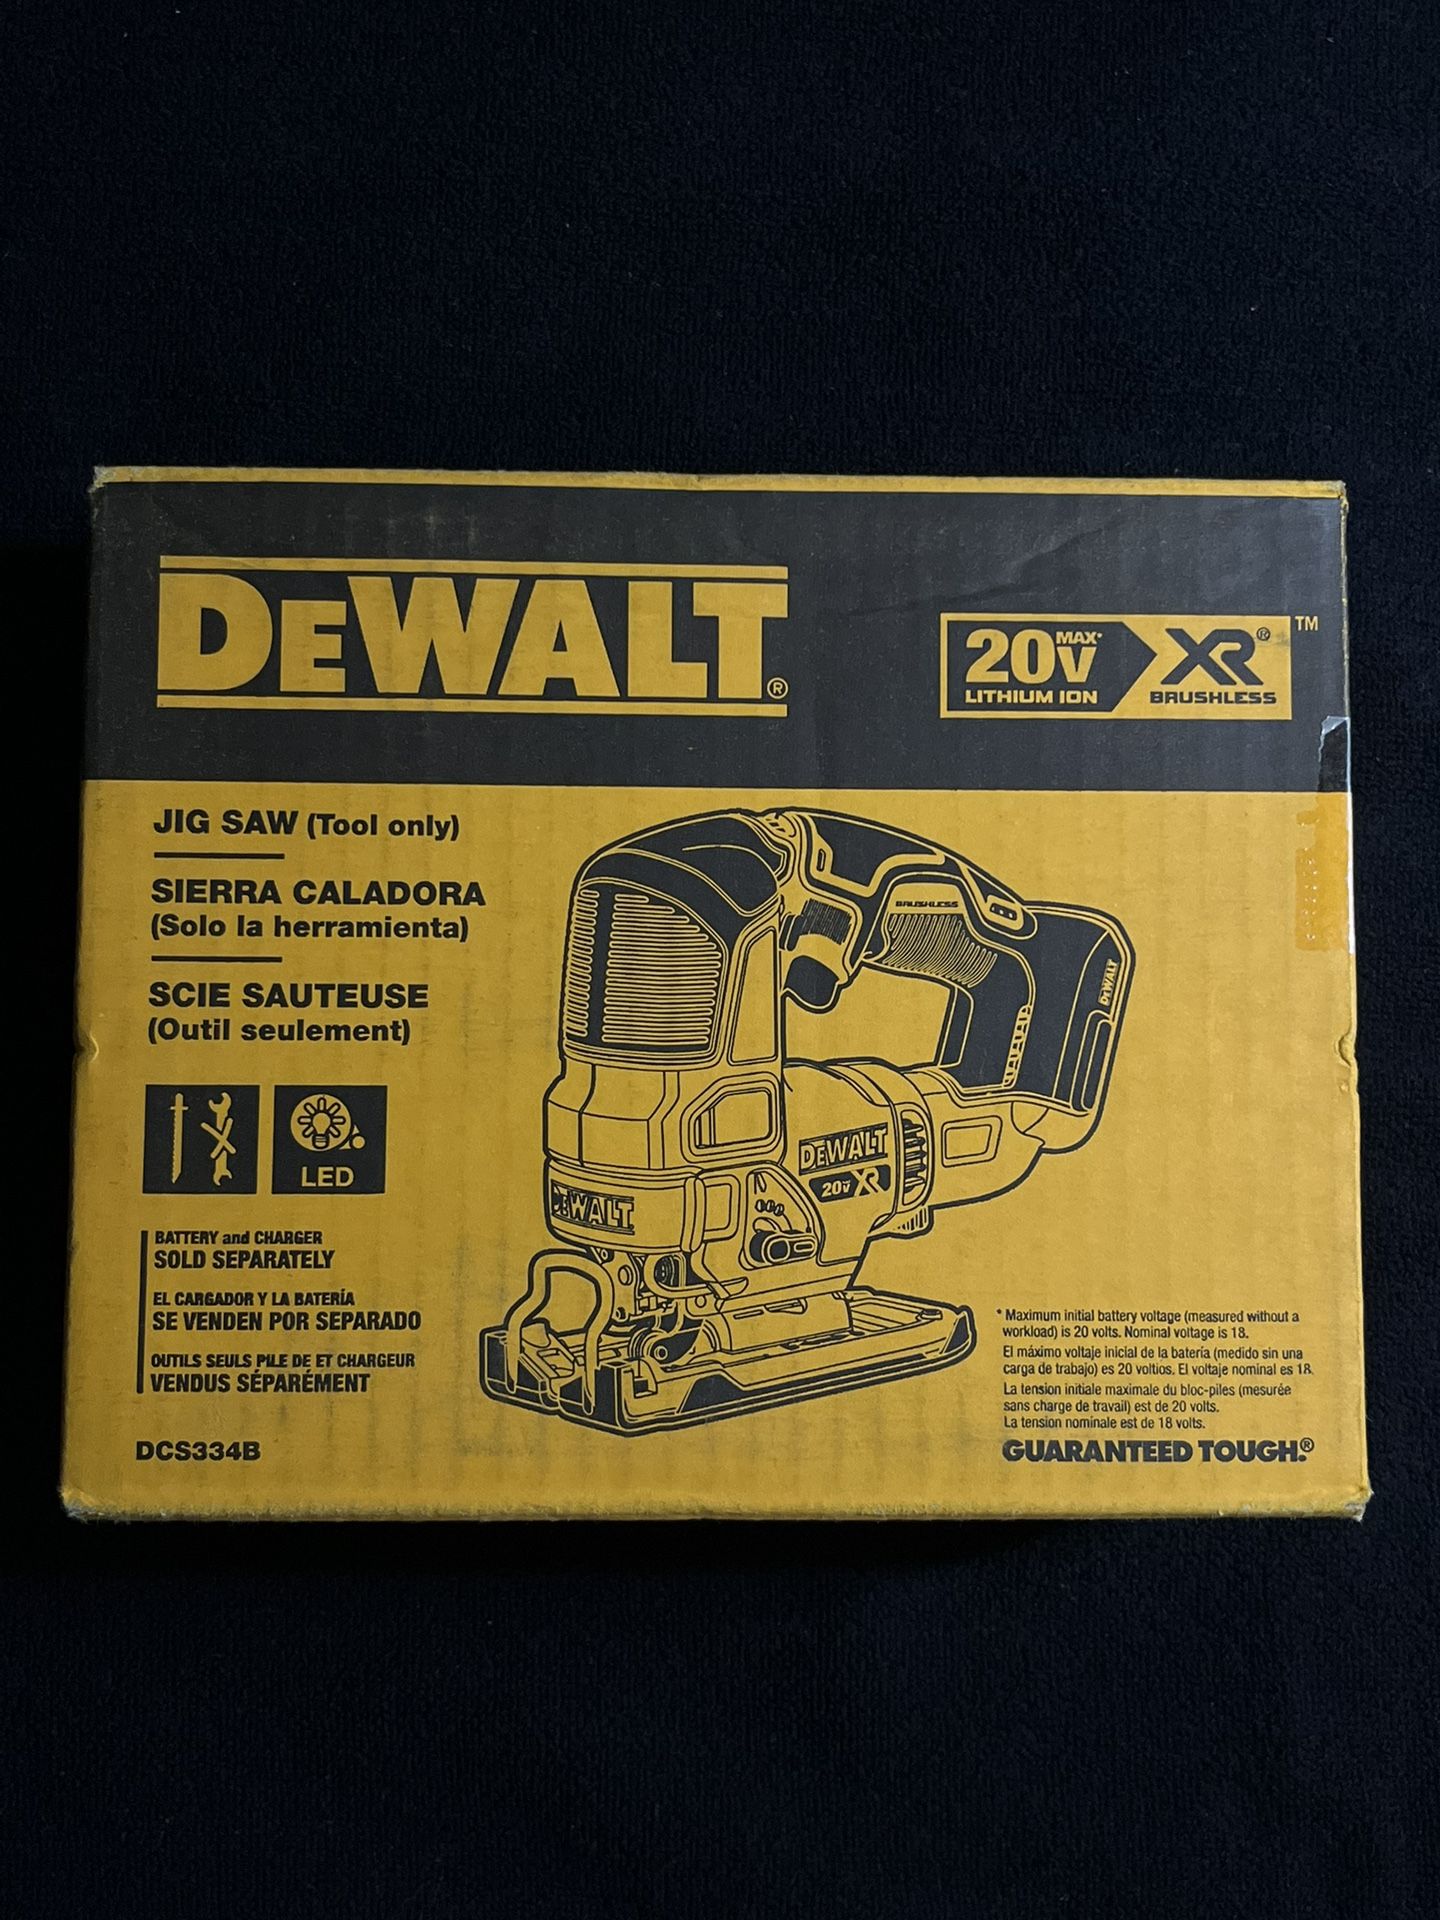 DEWALT®
20V MAX* LITHIUM ION XR® BRUSHLESS ™
JIG SAW (Tool only)
SIERRA CALADORA
(Solo la herramienta)
SCIE SAUTEUSE
(Outil seulement)
LED
BATTERY and CHARGER
SOLD SEPARATELY
EL CARGADOR Y LA BATERÍA
SE VENDEN POR SEPARADO
OUTILS SEULS PILE DE ET CHARGEUR
VENDUS SÉPARÉMENT
DCS334B
BRUSHLESS
DEWALT
DEWALT
20V XR
DEWALT
* Maximum initial battery voltage (measured without a
workload) is 20 volts. Nominal voltage is 18.
El máximo voltaje inicial de la batería (medido sin una
carga de trabajo) es 20 voltios. El voltaje nominal es 18.
La tension initiale maximale du bloc-piles (mesurée
sans charge de travail) est de 20 volts.
La tension nominale est de 18 volts.
GUARANTEED TOUGH.®